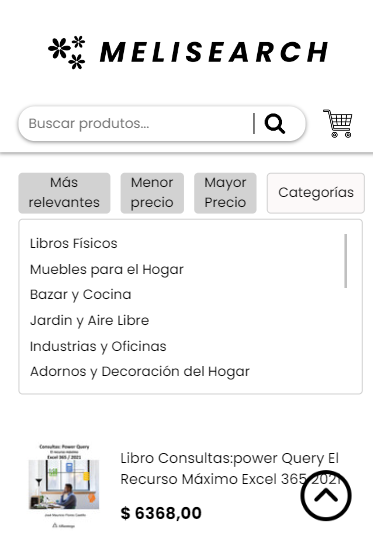 MELISEARCH
Buscar produtos...
Más
relevantes
Menor
precio
Mayor
Precio
Categorías
Libros Físicos
Muebles para el Hogar
Bazar y Cocina
Jardin y Aire Libre
Industrias y Oficinas
Adornos y Decoración del Hogar
Consultas: Power Query
El recurso máximo
Excel 365 / 2021
Libro Consultas:power Query El
Recurso Máximo Excel 365 2021
$ 6368,00